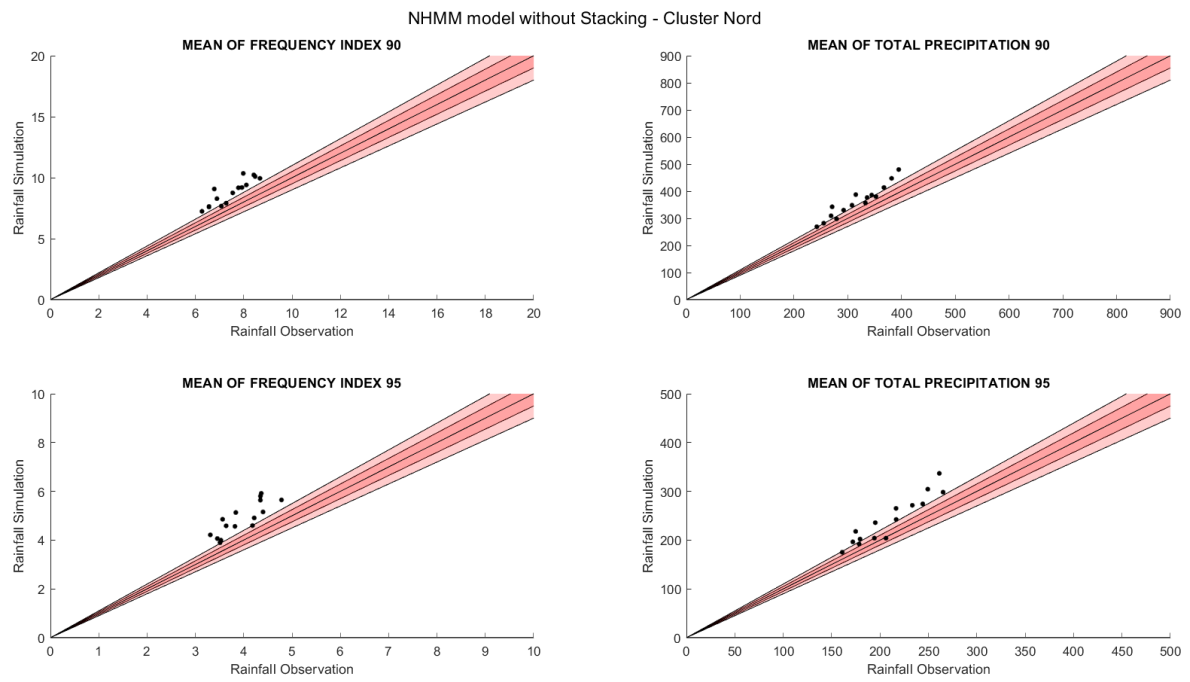 NHMM model without Stacking - Cluster Nord
MEAN OF FREQUENCY INDEX 90
20
15
10
5
0
Rainfall Simulation
0 2 4 6 8 10 12 14 16 18 20
Rainfall Observation
MEAN OF TOTAL PRECIPITATION 90
900
800
700
600
500
400
300
200
100
0
Rainfall Simulation
0 100 200 300 400 500 600 700 800 900
Rainfall Observation
MEAN OF FREQUENCY INDEX 95
10
8
6
4
2
0
Rainfall Simulation
0 1 2 3 4 5 6 7 8 9 10
Rainfall Observation
MEAN OF TOTAL PRECIPITATION 95
500
400
300
200
100
0
Rainfall Simulation
0 50 100 150 200 250 300 350 400 450 500
Rainfall Observation